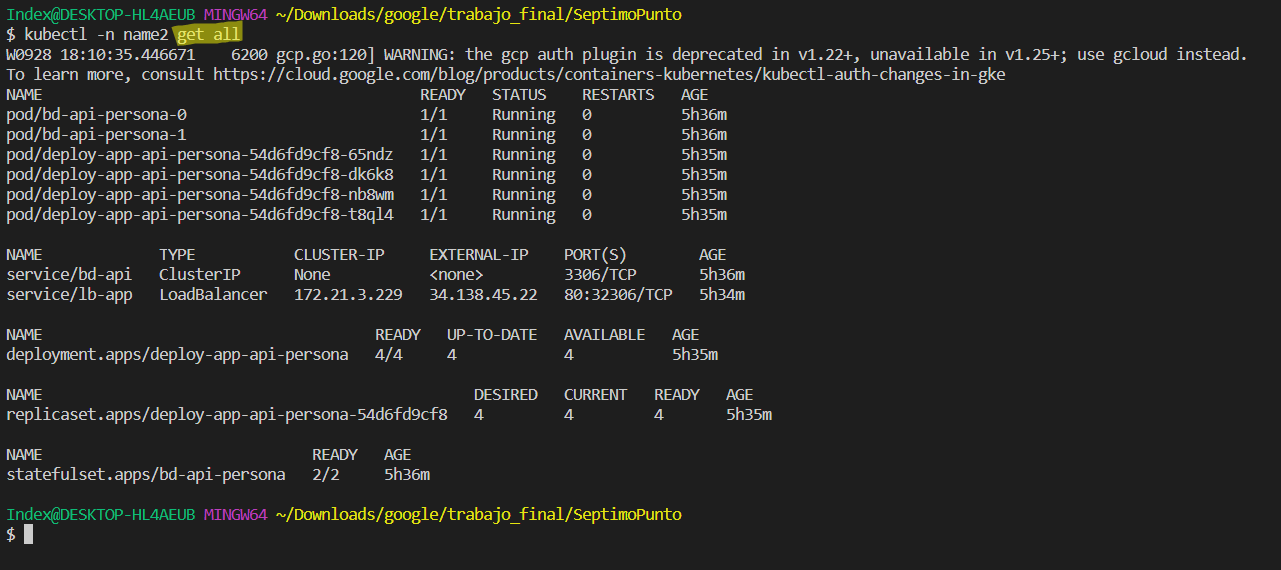 Index@DESKTOP-HL4AEUB MINGW64 ~/Downloads/google/trabajo_final/SeptimoPunto
$ kubectl -n name2 get all
W0928 18:10:35.446671    6200 gcp.go:120] WARNING: the gcp auth plugin is deprecated in v1.22+, unavailable in v1.25+; use gcloud instead.
To learn more, consult https://cloud.google.com/blog/products/containers-kubernetes/kubectl-auth-changes-in-gke
NAME                                          READY   STATUS    RESTARTS   AGE
pod/bd-api-persona-0                          1/1     Running   0          5h36m
pod/bd-api-persona-1                          1/1     Running   0          5h36m
pod/deploy-app-api-persona-54d6fd9cf8-65ndz   1/1     Running   0          5h35m
pod/deploy-app-api-persona-54d6fd9cf8-dk6k8   1/1     Running   0          5h35m
pod/deploy-app-api-persona-54d6fd9cf8-nb8wm   1/1     Running   0          5h35m
pod/deploy-app-api-persona-54d6fd9cf8-t8ql4   1/1     Running   0          5h35m

NAME             TYPE           CLUSTER-IP     EXTERNAL-IP    PORT(S)        AGE
service/bd-api   ClusterIP      None           <none>         3306/TCP       5h36m
service/lb-app   LoadBalancer   172.21.3.229   34.138.45.22   80:32306/TCP   5h34m

NAME                                     READY   UP-TO-DATE   AVAILABLE   AGE
deployment.apps/deploy-app-api-persona   4/4     4            4           5h35m

NAME                                                DESIRED   CURRENT   READY   AGE
replicaset.apps/deploy-app-api-persona-54d6fd9cf8   4         4         4       5h35m

NAME                              READY   AGE
statefulset.apps/bd-api-persona   2/2     5h36m

Index@DESKTOP-HL4AEUB MINGW64 ~/Downloads/google/trabajo_final/SeptimoPunto
$